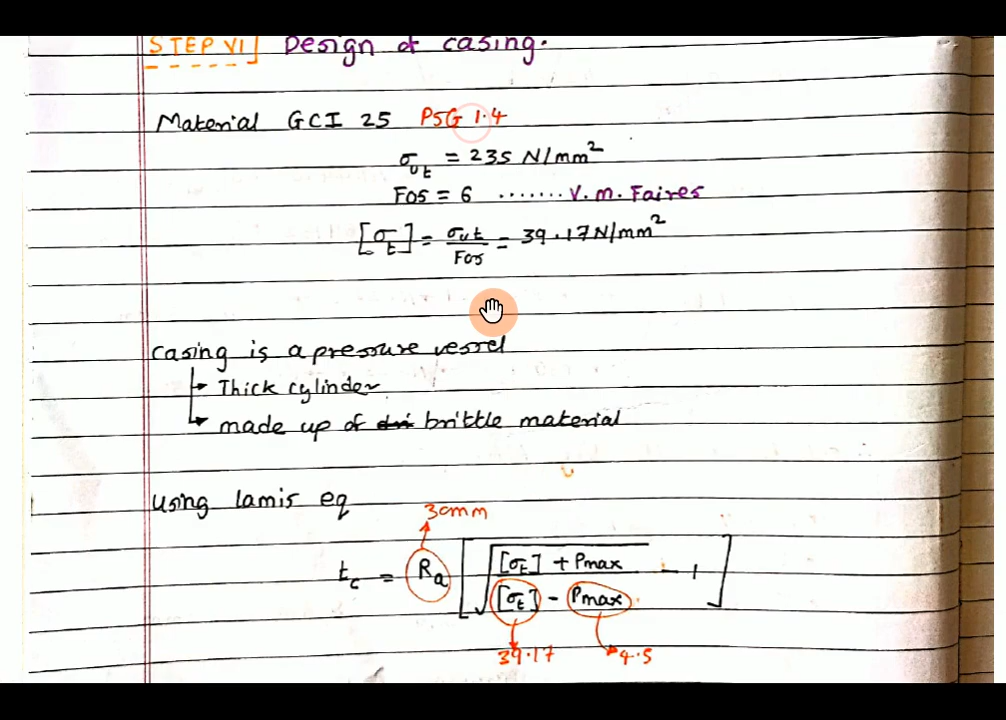 STEP VI] Design of casing.
Material GCI 25 PSG 1.4
σut = 235 N/mm²
FOS = 6 ....... V.M. Faires
[σt] = σut/FOS = 39.17 N/mm²
casing is a pressure vessel
→ Thick cylinder
→ made up of brittle material
using lamis eq
30mm
tc = Ra [√([σt] + Pmax / [σt] - Pmax) - 1]
39.17 4.5